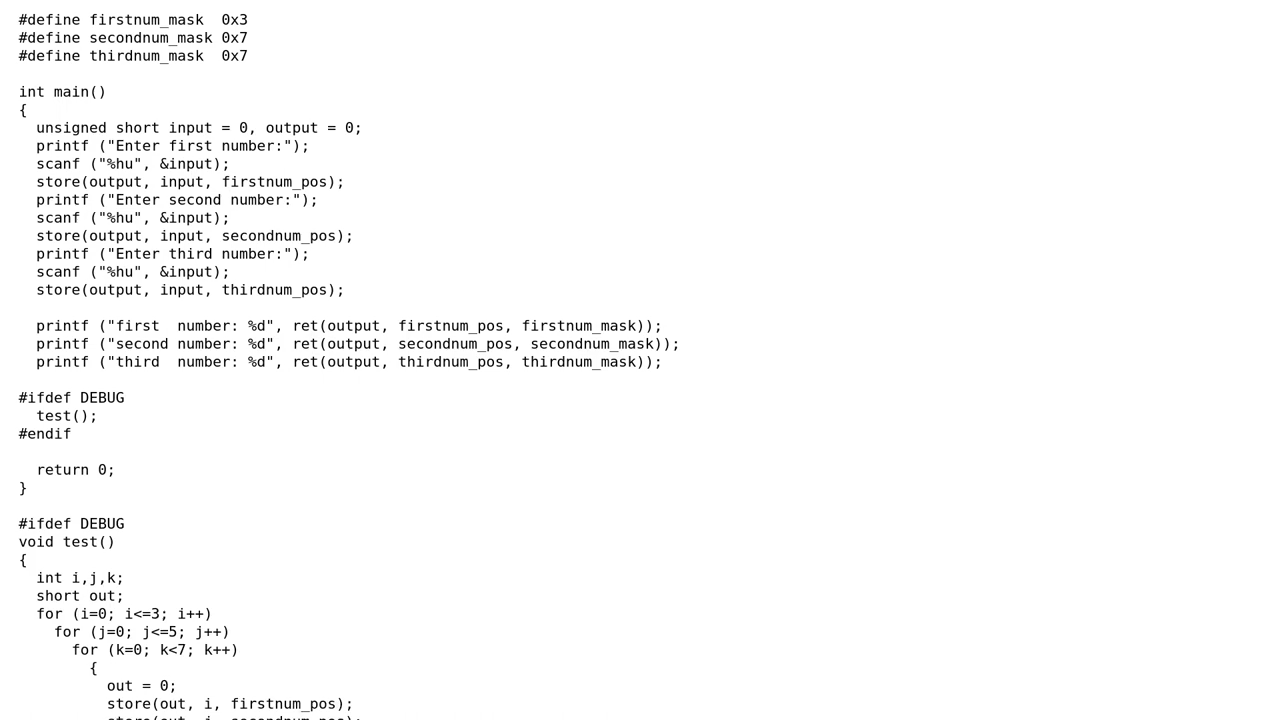 #define firstnum_mask  0x3
#define secondnum_mask 0x7
#define thirdnum_mask  0x7

int main()
{
  unsigned short input = 0, output = 0;
  printf ("Enter first number:");
  scanf ("%hu", &input);
  store(output, input, firstnum_pos);
  printf ("Enter second number:");
  scanf ("%hu", &input);
  store(output, input, secondnum_pos);
  printf ("Enter third number:");
  scanf ("%hu", &input);
  store(output, input, thirdnum_pos);

  printf ("first  number: %d", ret(output, firstnum_pos, firstnum_mask));
  printf ("second number: %d", ret(output, secondnum_pos, secondnum_mask));
  printf ("third  number: %d", ret(output, thirdnum_pos, thirdnum_mask));

#ifdef DEBUG
  test();
#endif

  return 0;
}

#ifdef DEBUG
void test()
{
  int i,j,k;
  short out;
  for (i=0; i<=3; i++)
    for (j=0; j<=5; j++)
      for (k=0; k<7; k++)
        {
          out = 0;
          store(out, i, firstnum_pos);